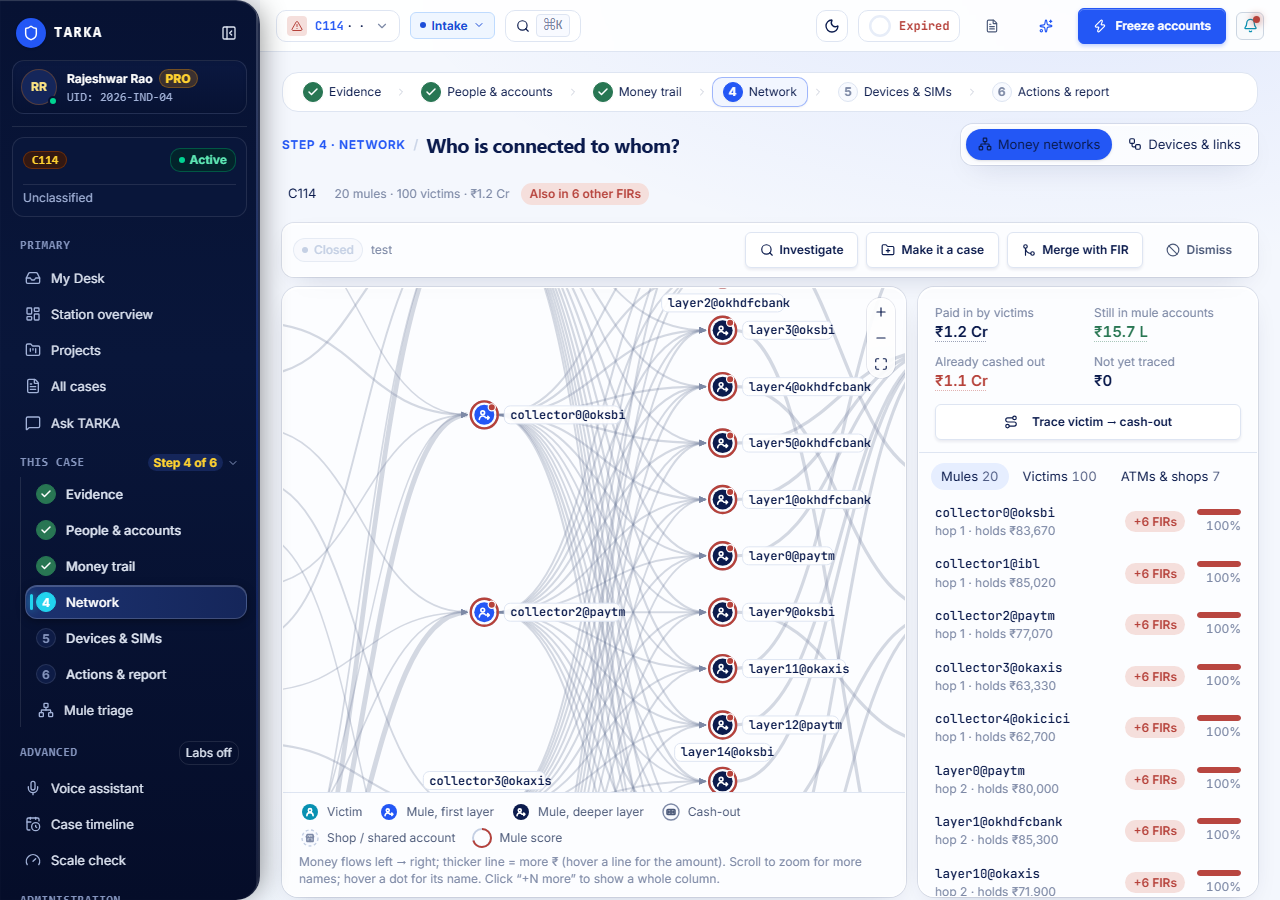 TARKA
Rajeshwar Rao PRO
UID: 2026-IND-04
RR
C114
Active
Unclassified
PRIMARY
My Desk
Station overview
Projects
All cases
Ask TARKA
THIS CASE
Step 4 of 6
Evidence
People & accounts
Money trail
4 Network
5 Devices & SIMs
6 Actions & report
Mule triage
ADVANCED
Labs off
Voice assistant
Case timeline
Scale check
C114 · ·
Intake
⌘K
Expired
Freeze accounts
Evidence
People & accounts
Money trail
4 Network
5 Devices & SIMs
6 Actions & report
STEP 4 · NETWORK / Who is connected to whom?
Money networks
Devices & links
C114 20 mules · 100 victims · ₹1.2 Cr Also in 6 other FIRs
Closed test
Investigate
Make it a case
Merge with FIR
Dismiss
layer2@okhdfcbank
layer3@oksbi
layer4@okhdfcbank
collector0@oksbi
layer5@okhdfcbank
layer1@okhdfcbank
layer0@paytm
collector2@paytm
layer9@oksbi
layer11@okaxis
layer12@paytm
layer14@oksbi
collector3@okaxis
Victim
Mule, first layer
Mule, deeper layer
Cash-out
Shop / shared account
Mule score
Money flows left → right; thicker line = more ₹ (hover a line for the amount). Scroll to zoom for more
names; hover a dot for its name. Click “+N more” to show a whole column.
Paid in by victims
₹1.2 Cr
Still in mule accounts
₹15.7 L
Already cashed out
₹1.1 Cr
Not yet traced
₹0
Trace victim → cash-out
Mules 20
Victims 100
ATMs & shops 7
collector0@oksbi
hop 1 · holds ₹83,670
+6 FIRs
100%
collector1@ibl
hop 1 · holds ₹85,020
+6 FIRs
100%
collector2@paytm
hop 1 · holds ₹77,070
+6 FIRs
100%
collector3@okaxis
hop 1 · holds ₹63,330
+6 FIRs
100%
collector4@okicici
hop 1 · holds ₹62,700
+6 FIRs
100%
layer0@paytm
hop 2 · holds ₹80,000
+6 FIRs
100%
layer1@okhdfcbank
hop 2 · holds ₹85,300
+6 FIRs
100%
layer10@okaxis
hop 2 · holds ₹71,900
+6 FIRs
100%
ADMINISTRATION